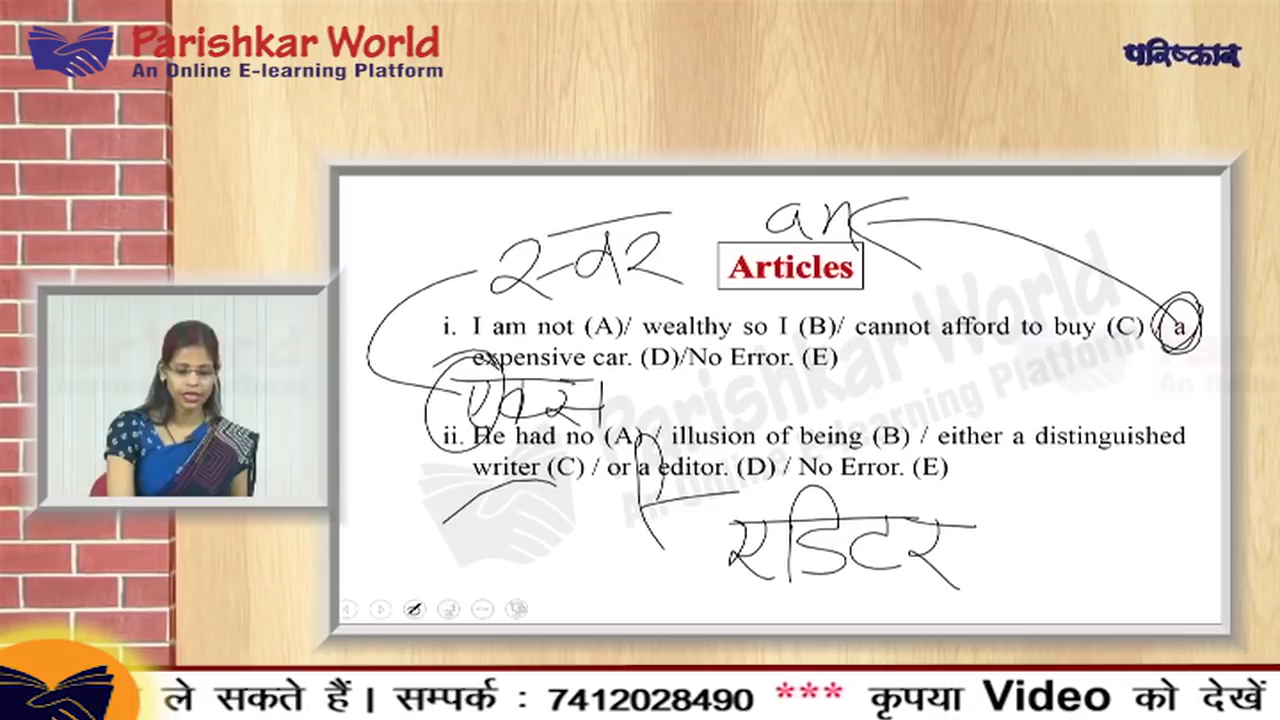 Parishkar World
An Online E-learning Platform
परिष्कार
स्वर an
Articles
i. I am not (A)/ wealthy so I (B)/ cannot afford to buy (C) a
expensive car. (D)/No Error. (E)
एक्स
ii. He had no (A) / illusion of being (B) / either a distinguished
writer (C) / or a editor. (D) / No Error. (E)
एडिटर
ले सकते हैं। सम्पर्क : 7412028490 *** कृपया Video को देखें